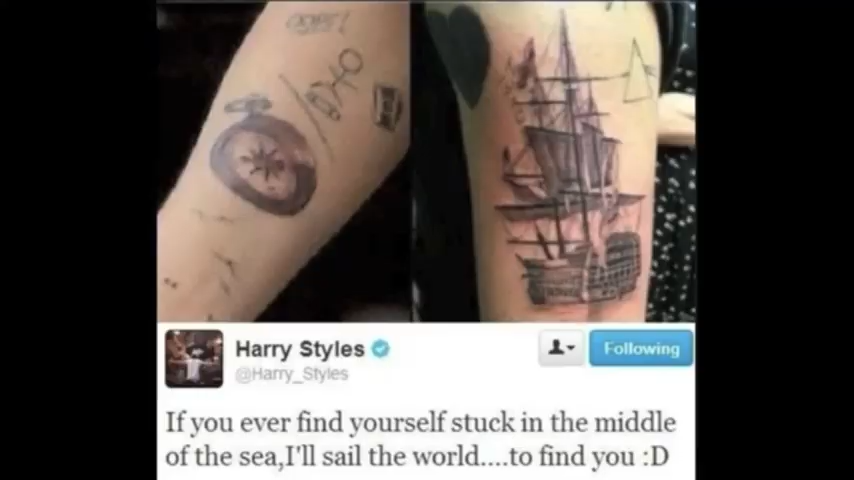 Harry Styles
@Harry_Styles
Following
If you ever find yourself stuck in the middle
of the sea,I'll sail the world....to find you :D